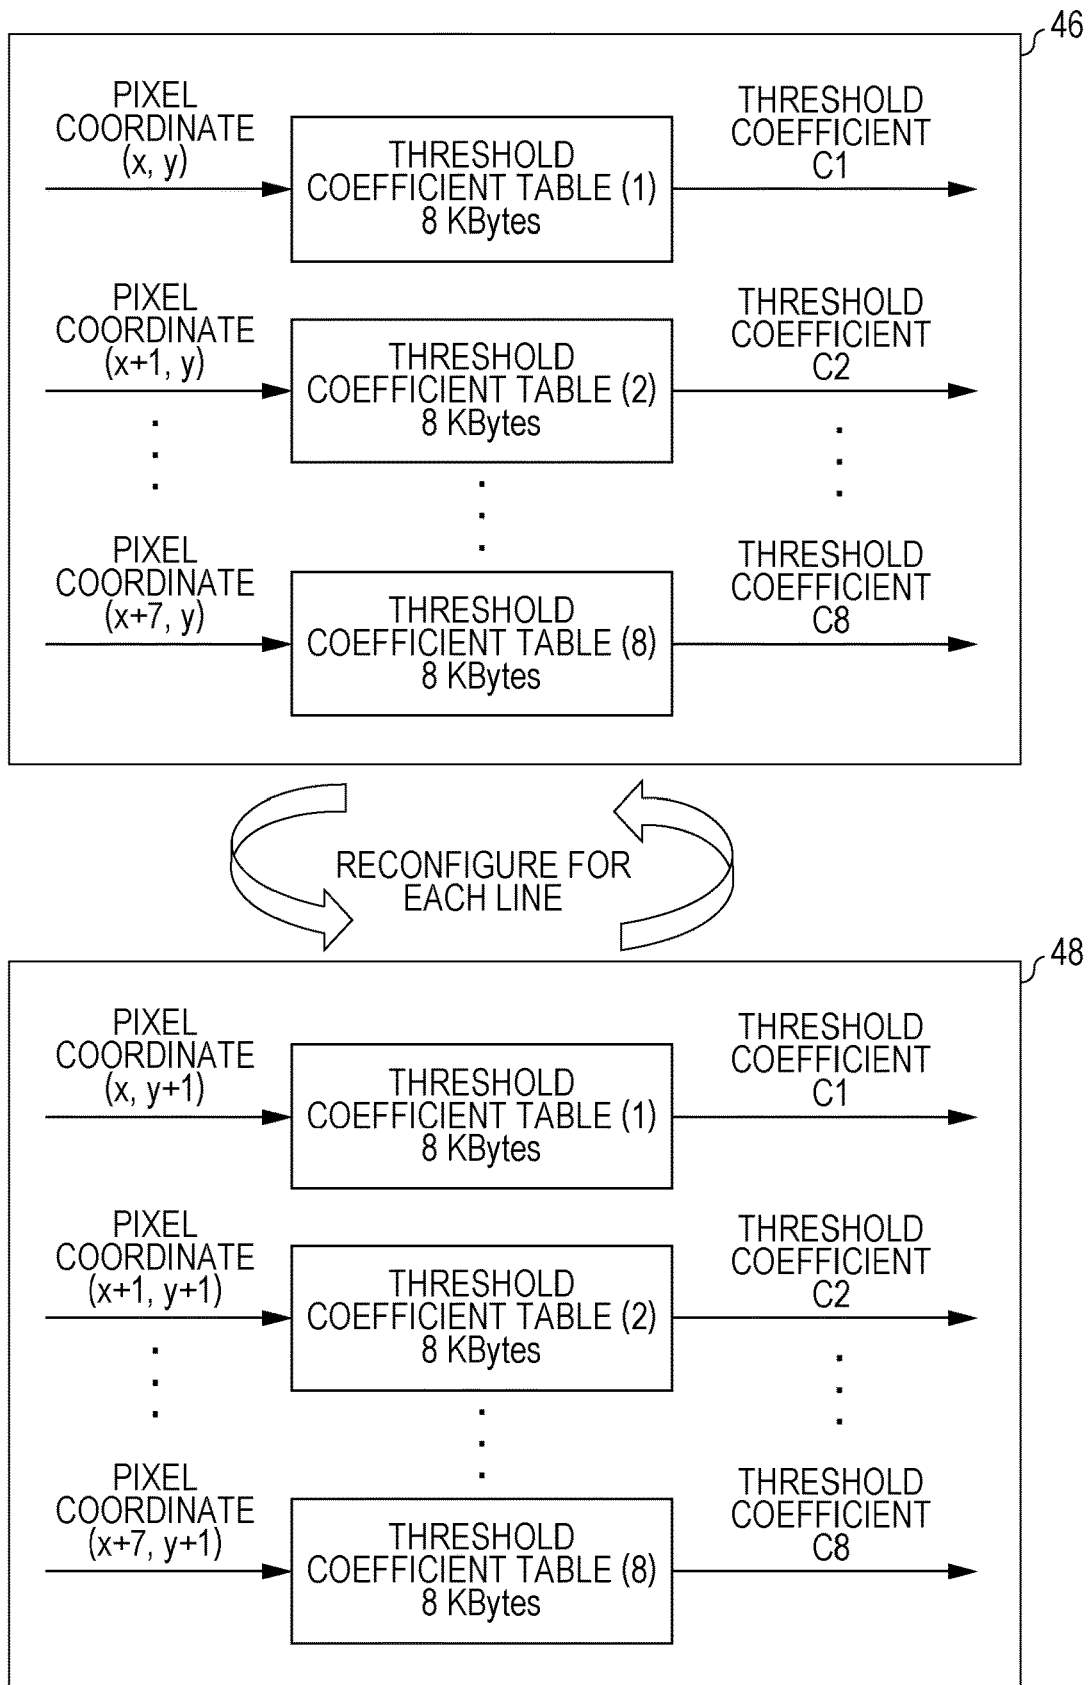 46
PIXEL
COORDINATE
(x, y)
THRESHOLD
COEFFICIENT TABLE (1)
8 KBytes
THRESHOLD
COEFFICIENT
C1
PIXEL
COORDINATE
(x+1, y)
THRESHOLD
COEFFICIENT TABLE (2)
8 KBytes
THRESHOLD
COEFFICIENT
C2
PIXEL
COORDINATE
(x+7, y)
THRESHOLD
COEFFICIENT TABLE (8)
8 KBytes
THRESHOLD
COEFFICIENT
C8
RECONFIGURE FOR
EACH LINE
48
PIXEL
COORDINATE
(x, y+1)
THRESHOLD
COEFFICIENT TABLE (1)
8 KBytes
THRESHOLD
COEFFICIENT
C1
PIXEL
COORDINATE
(x+1, y+1)
THRESHOLD
COEFFICIENT TABLE (2)
8 KBytes
THRESHOLD
COEFFICIENT
C2
PIXEL
COORDINATE
(x+7, y+1)
THRESHOLD
COEFFICIENT TABLE (8)
8 KBytes
THRESHOLD
COEFFICIENT
C8